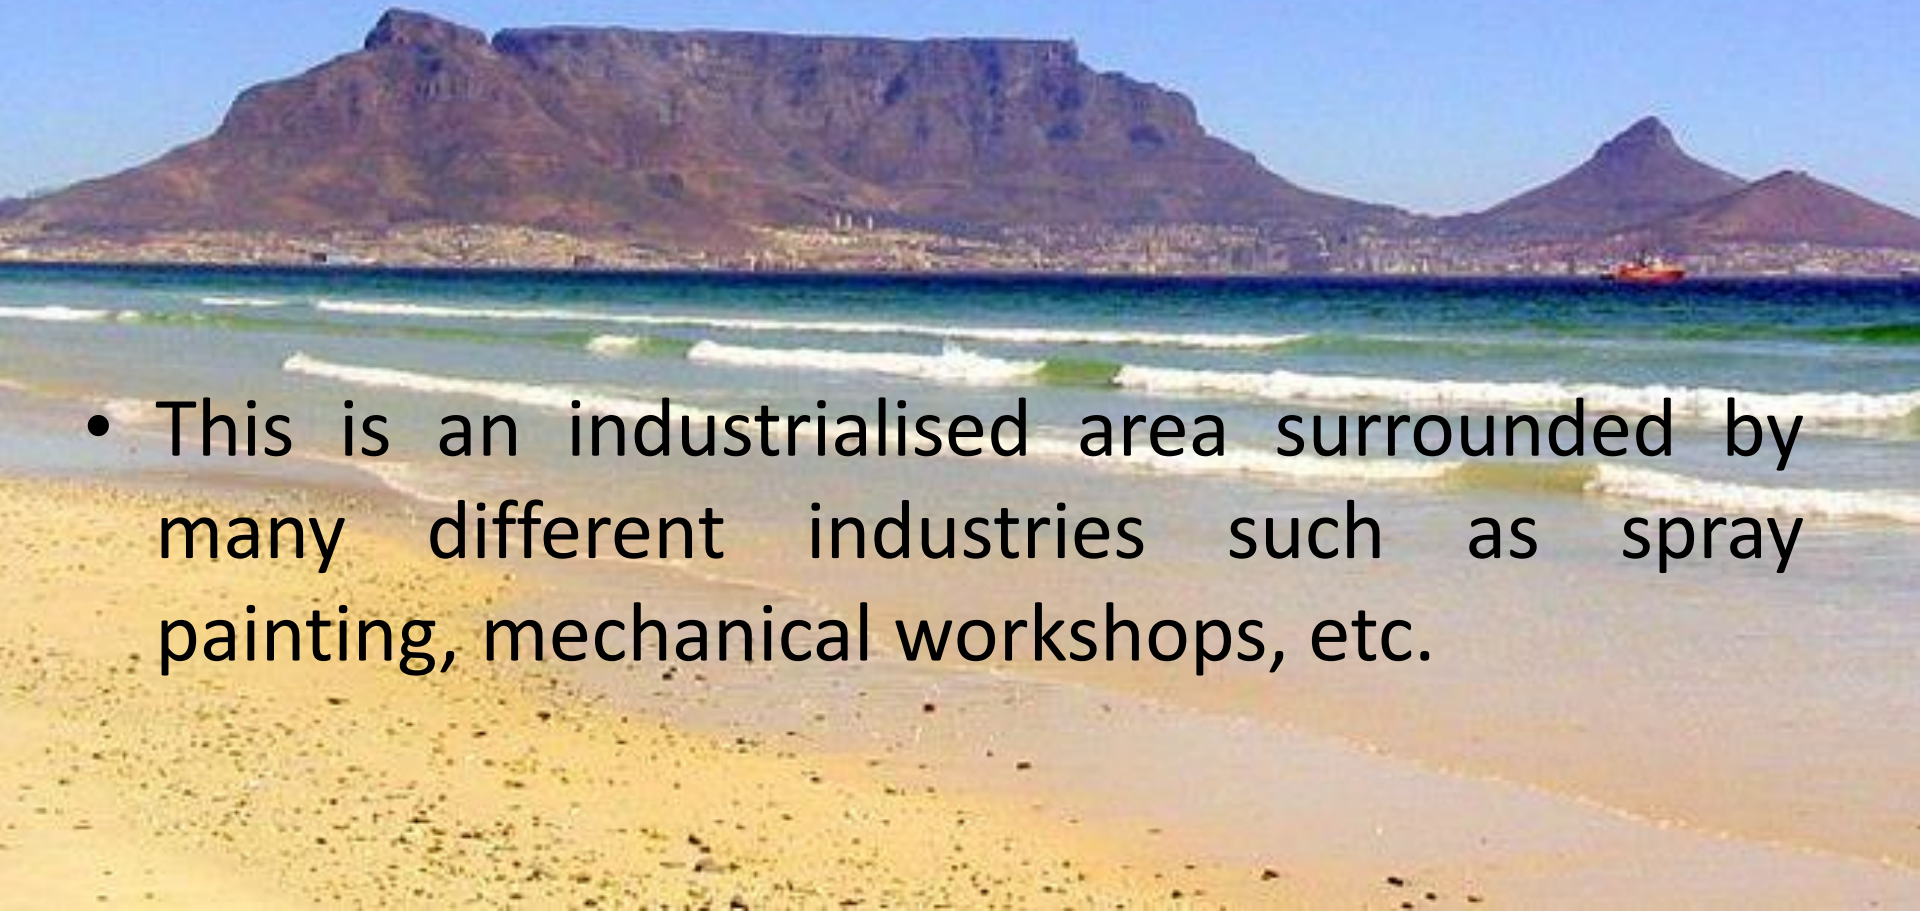 • This is an industrialised area surrounded by
many different industries such as spray
painting, mechanical workshops, etc.